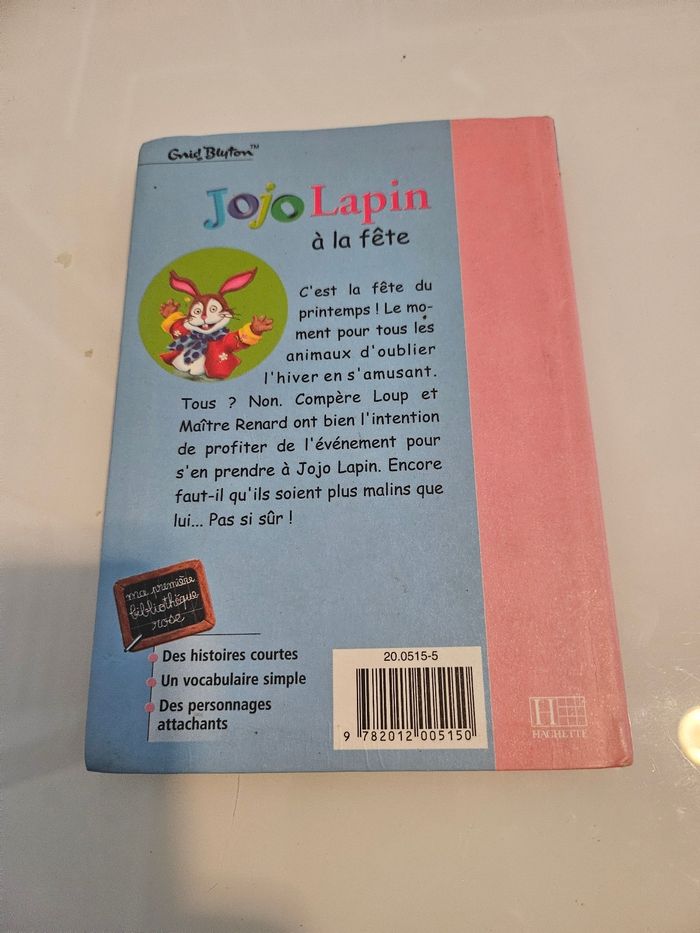 Enid Blyton™
Jojo Lapin
à la fête
C'est la fête du
printemps ! Le mo-
ment pour tous les
animaux d'oublier
l'hiver en s'amusant.
Tous ? Non. Compère Loup et
Maître Renard ont bien l'intention
de profiter de l'événement pour
s'en prendre à Jojo Lapin. Encore
faut-il qu'ils soient plus malins que
lui... Pas si sûr !
ma première
bibliothèque
rose
Des histoires courtes
Un vocabulaire simple
Des personnages
attachants
20.0515-5
9 782012 005150
H
HACHETTE